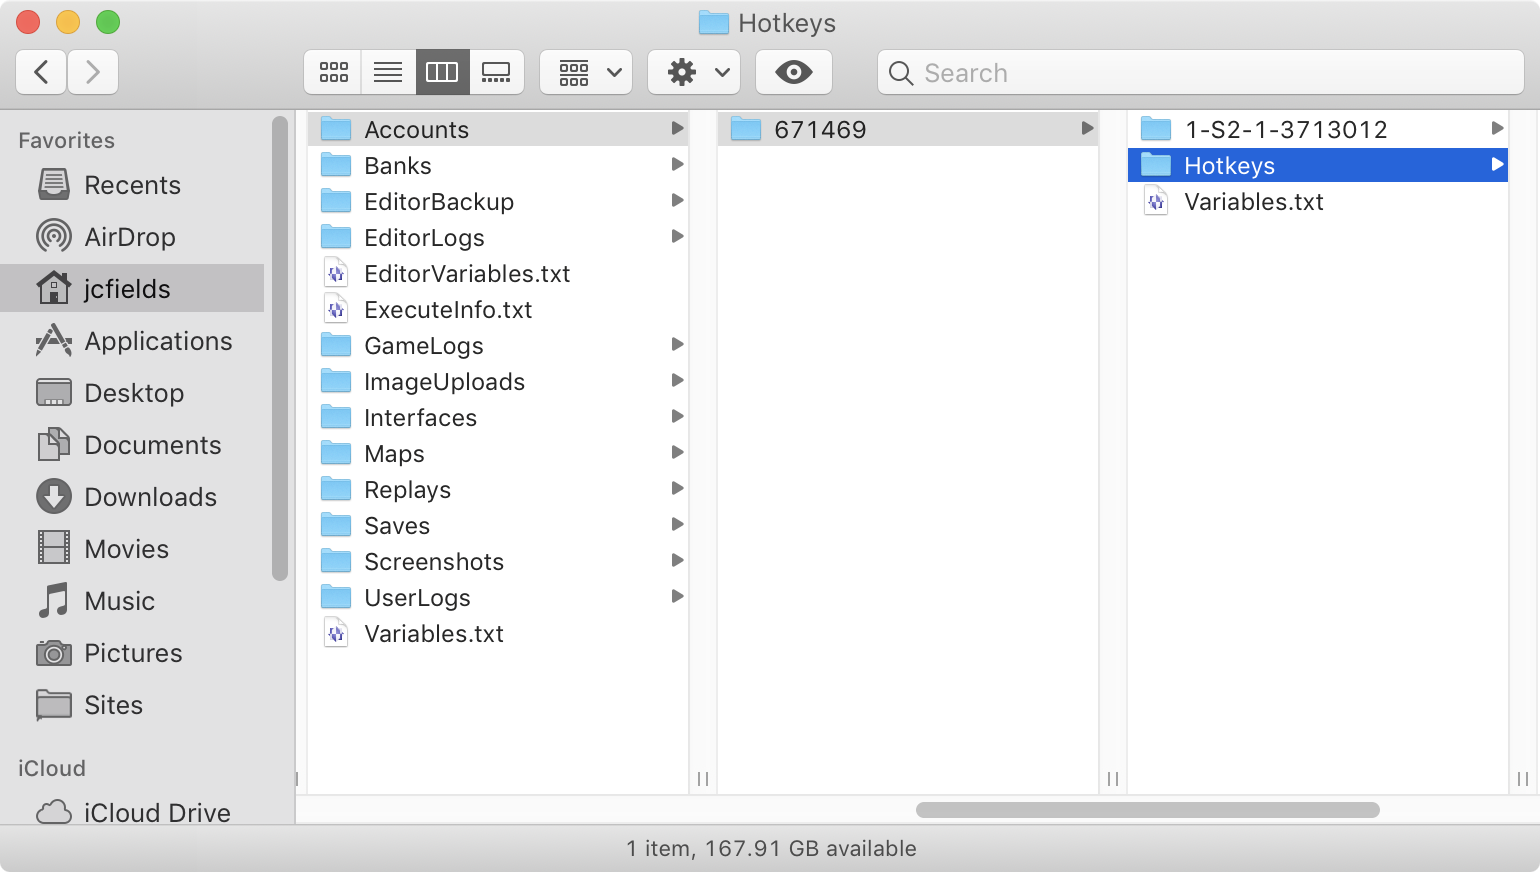 Hotkeys
Search
Favorites
Recents
AirDrop
jcfields
Applications
Desktop
Documents
Downloads
Movies
Music
Pictures
Sites
iCloud
iCloud Drive
Accounts
Banks
EditorBackup
EditorLogs
EditorVariables.txt
ExecuteInfo.txt
GameLogs
ImageUploads
Interfaces
Maps
Replays
Saves
Screenshots
UserLogs
Variables.txt
671469
1-S2-1-3713012
Hotkeys
Variables.txt
1 item, 167.91 GB available